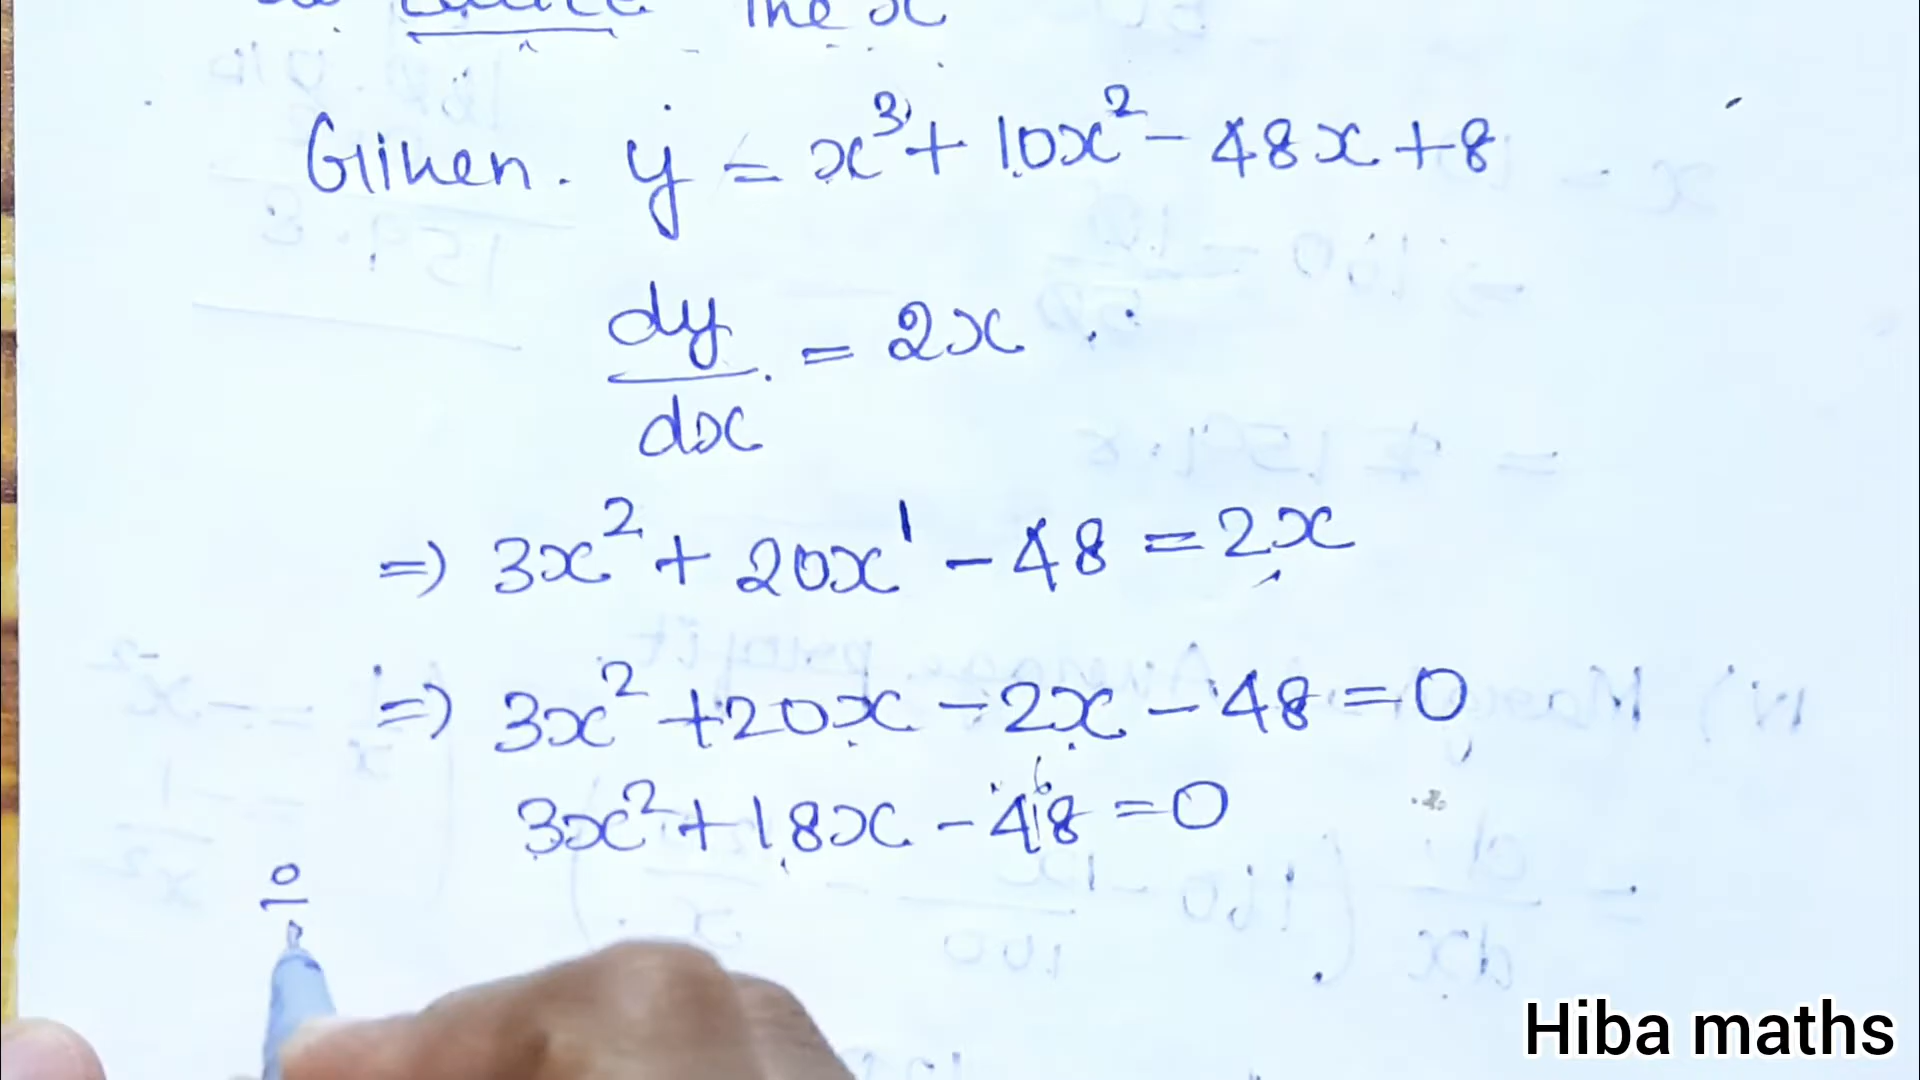 the x
Given. y = x³ + 10x² - 48x + 8
dy/dx = 2x
⇒ 3x² + 20x¹ - 48 = 2x
⇒ 3x² + 20x - 2x - 48 = 0
3x² + 18x - 48 = 0
Hiba maths